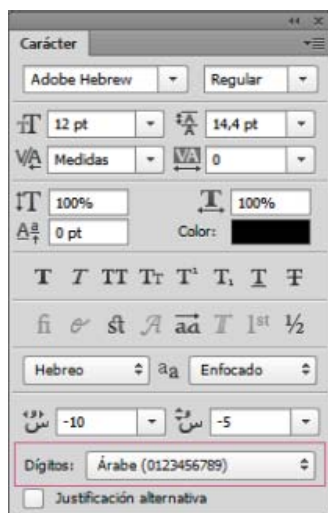 Carácter
Adobe Hebrew Regular
12 pt 14,4 pt
Medidas 0
100% 100%
0 pt Color:
T T TT Tt T¹ T₁ T T
fi st A aa T 1st ½
Hebreo aa Enfocado
-10 -5
Dígitos: Árabe (0123456789)
Justificación alternativa